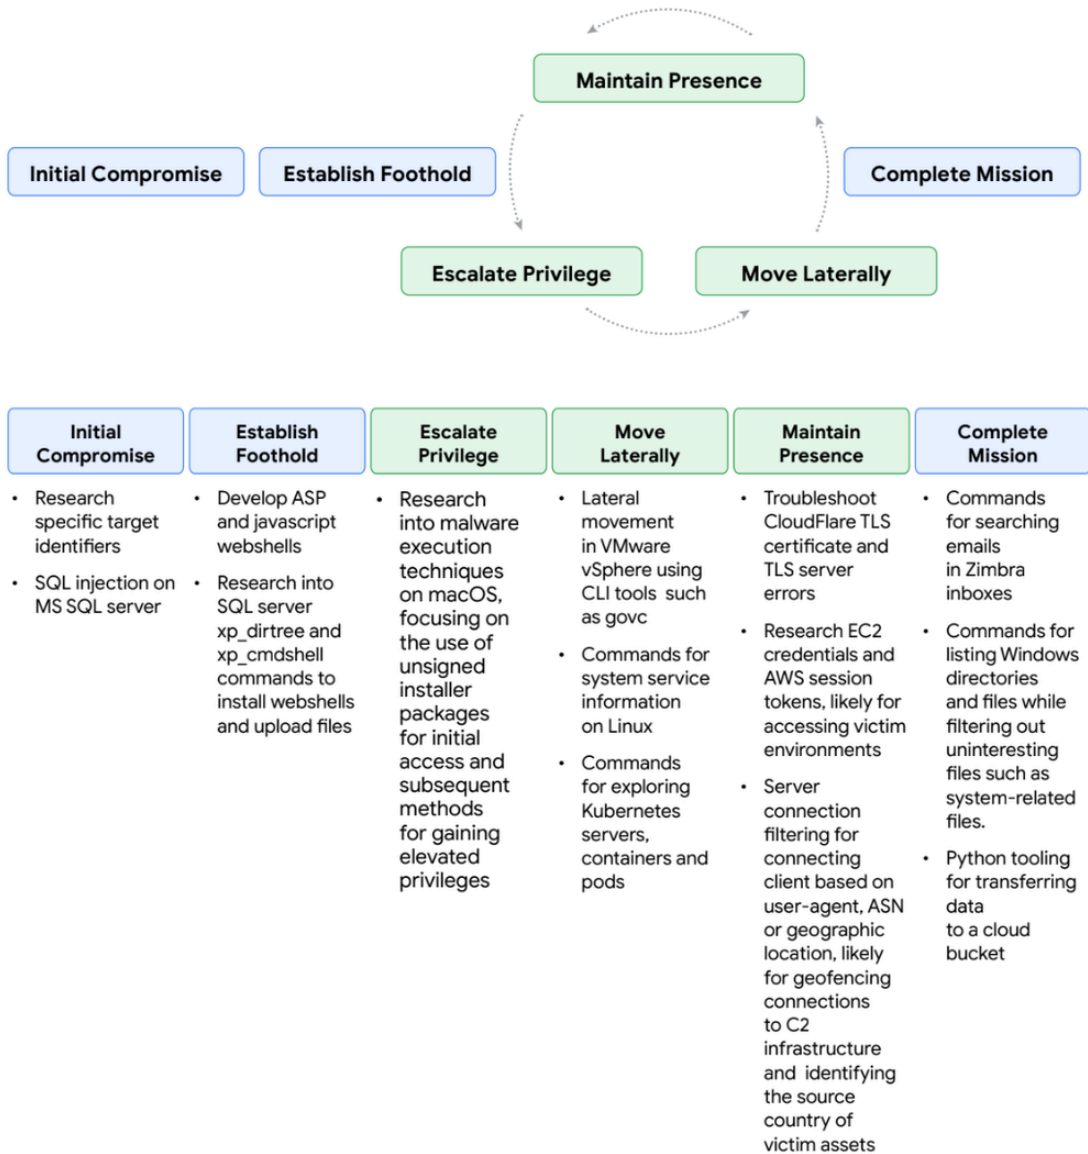 Maintain Presence
Initial Compromise
Establish Foothold
Complete Mission
Escalate Privilege
Move Laterally
Initial
Compromise
• Research
specific target
identifiers
• SQL injection on
MS SQL server
Establish
Foothold
• Develop ASP
and javascript
webshells
• Research into
SQL server
xp_dirtree and
xp_cmdshell
commands to
install webshells
and upload files
Escalate
Privilege
• Research
into malware
execution
techniques
on macOS,
focusing on
the use of
unsigned
installer
packages
for initial
access and
subsequent
methods
for gaining
elevated
privileges
Move
Laterally
• Lateral
movement
in VMware
vSphere using
CLI tools such
as govc
• Commands for
system service
information
on Linux
• Commands
for exploring
Kubernetes
servers,
containers and
pods
Maintain
Presence
• Troubleshoot
CloudFlare TLS
certificate and
TLS server
errors
• Research EC2
credentials and
AWS session
tokens, likely for
accessing victim
environments
• Server
connection
filtering for
connecting
client based on
user-agent, ASN
or geographic
location, likely
for geofencing
connections
to C2
infrastructure
and identifying
the source
country of
victim assets
Complete
Mission
• Commands
for searching
emails
in Zimbra
inboxes
• Commands for
listing Windows
directories
and files while
filtering out
uninteresting
files such as
system-related
files.
• Python tooling
for transferring
data
to a cloud
bucket